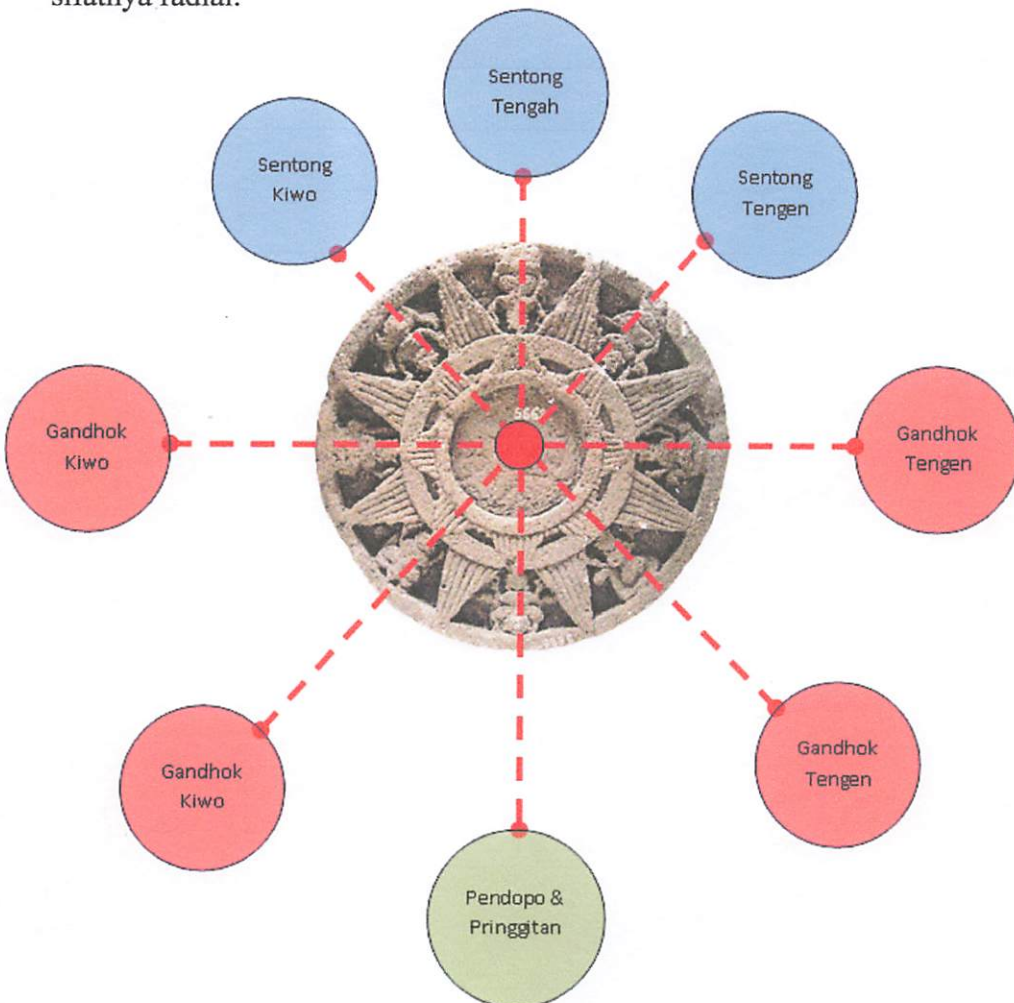 sifatnya radial.
Sentong
Tengah
Sentong
Kiwo
Sentong
Tengen
Gandhok
Kiwo
Gandhok
Tengen
Gandhok
Kiwo
Gandhok
Tengen
Pendopo &
Pringgitan